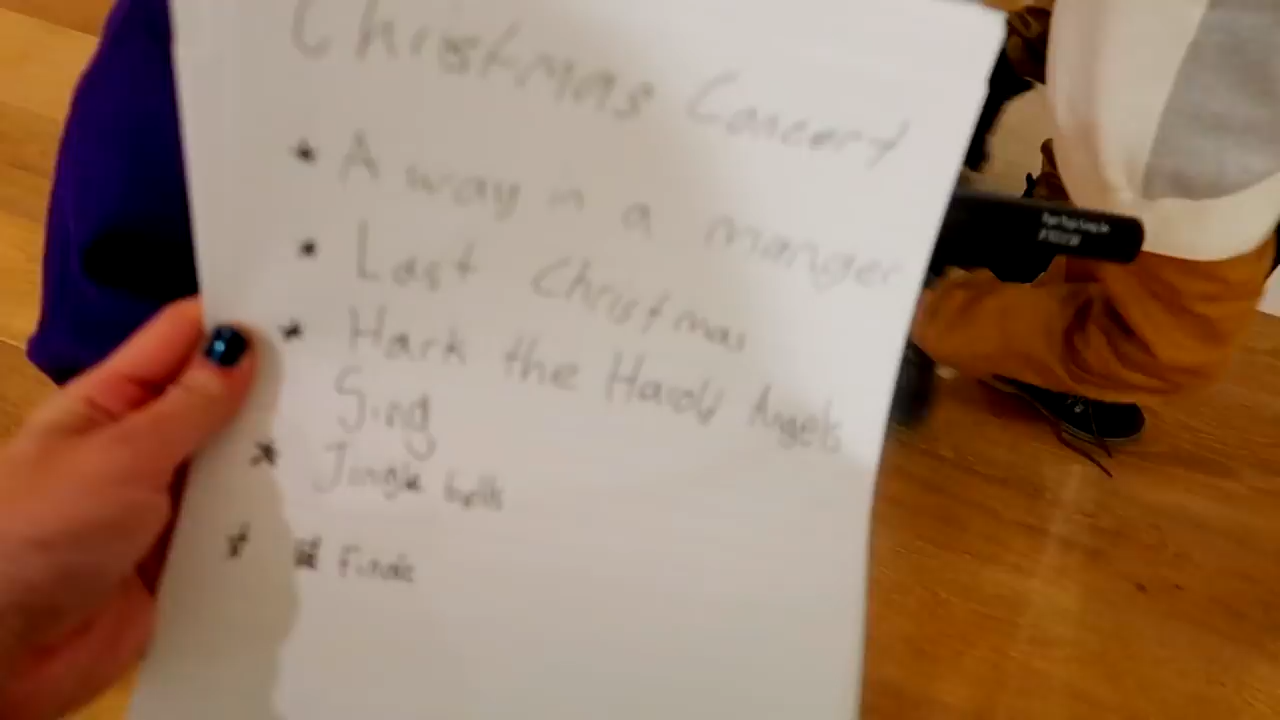 Christmas Concert
* A way in a manger
* Last Christmas
* Hark the Harold Angels
Sing
* Jingle bells
* Finale